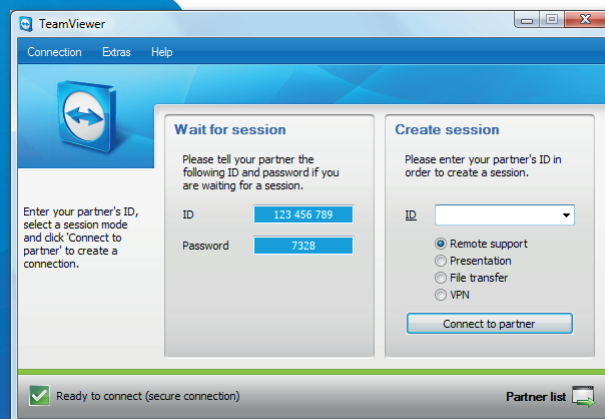 TeamViewer
Connection Extras Help
Wait for session
Please tell your partner the
following ID and password if you
are waiting for a session.
ID 123 456 789
Password 7328
Create session
Please enter your partner's ID in
order to create a session.
ID
Remote support
Presentation
File transfer
VPN
Connect to partner
Enter your partner's ID,
select a session mode
and click 'Connect to
partner' to create a
connection.
Ready to connect (secure connection)
Partner list